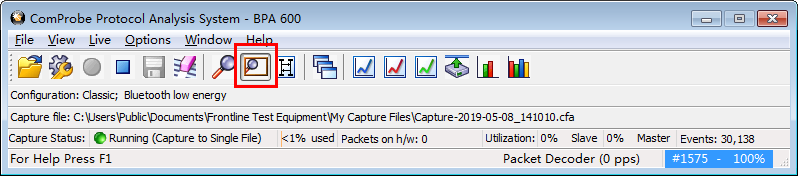 ComProbe Protocol Analysis System - BPA 600
File View Live Options Window Help
Configuration: Classic; Bluetooth low energy
Capture file: C:\Users\Public\Documents\Frontline Test Equipment\My Capture Files\Capture-2019-05-08_141010.cfa
Capture Status: Running (Capture to Single File) <1% used Packets on h/w: 0 Utilization: 0% Slave 0% Master Events: 30,138
For Help Press F1 Packet Decoder (0 pps) #1575 - 100%